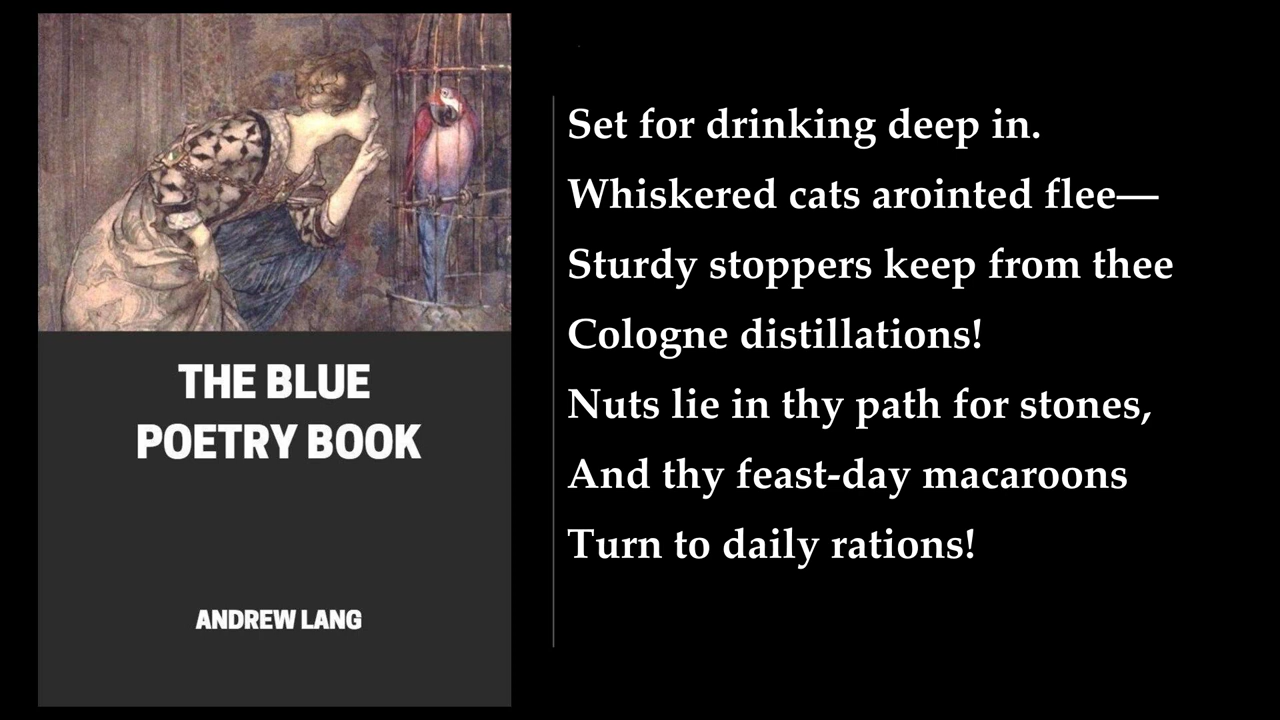 THE BLUE
POETRY BOOK
ANDREW LANG
Set for drinking deep in.
Whiskered cats arointed flee—
Sturdy stoppers keep from thee
Cologne distillations!
Nuts lie in thy path for stones,
And thy feast-day macaroons
Turn to daily rations!